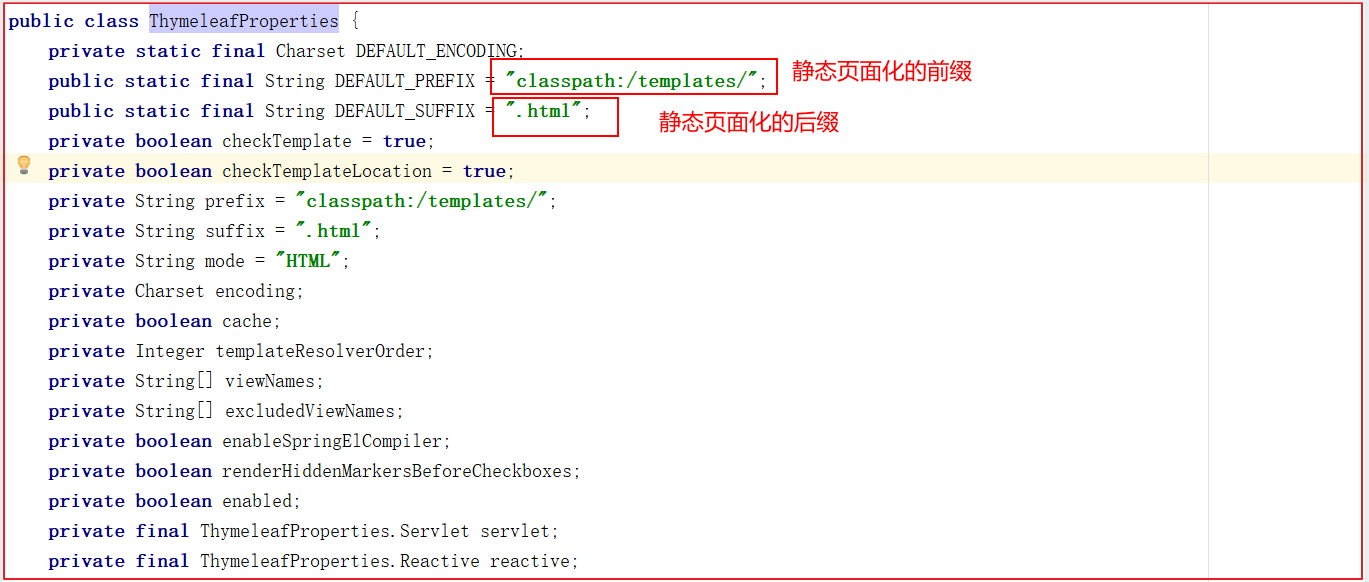 public class ThymeleafProperties {
private static final Charset DEFAULT_ENCODING;
public static final String DEFAULT_PREFIX = "classpath:/templates/"; 静态页面化的前缀
public static final String DEFAULT_SUFFIX = ".html"; 静态页面化的后缀
private boolean checkTemplate = true;
private boolean checkTemplateLocation = true;
private String prefix = "classpath:/templates/";
private String suffix = ".html";
private String mode = "HTML";
private Charset encoding;
private boolean cache;
private Integer templateResolverOrder;
private String[] viewNames;
private String[] excludedViewNames;
private boolean enableSpringElCompiler;
private boolean renderHiddenMarkersBeforeCheckboxes;
private boolean enabled;
private final ThymeleafProperties.Servlet servlet;
private final ThymeleafProperties.Reactive reactive;